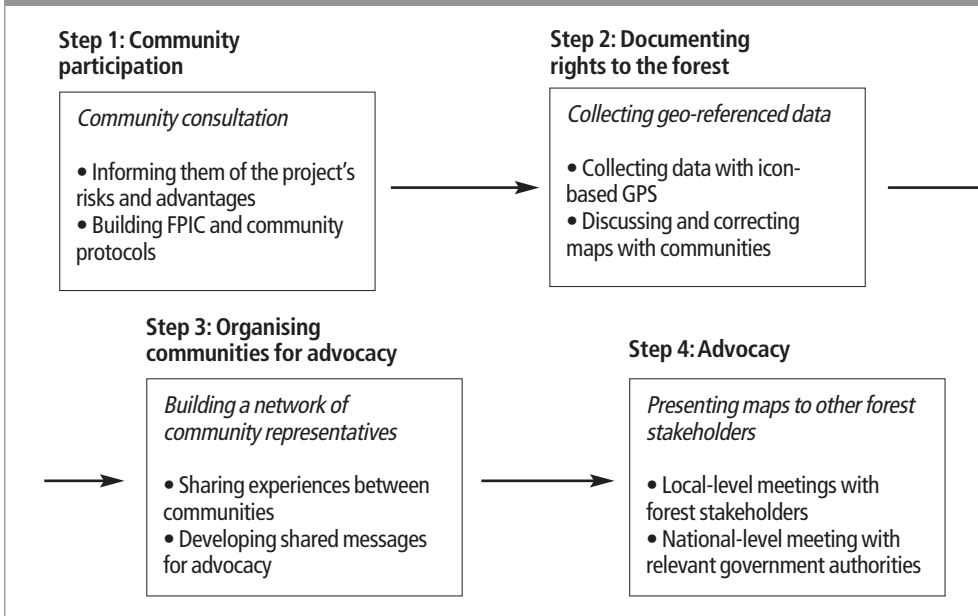 Step 1: Community
participation
Community consultation
• Informing them of the project's
risks and advantages
• Building FPIC and community
protocols
Step 2: Documenting
rights to the forest
Collecting geo-referenced data
• Collecting data with icon-
based GPS
• Discussing and correcting
maps with communities
Step 3: Organising
communities for advocacy
Building a network of
community representatives
• Sharing experiences between
communities
• Developing shared messages
for advocacy
Step 4: Advocacy
Presenting maps to other forest
stakeholders
• Local-level meetings with
forest stakeholders
• National-level meeting with
relevant government authorities